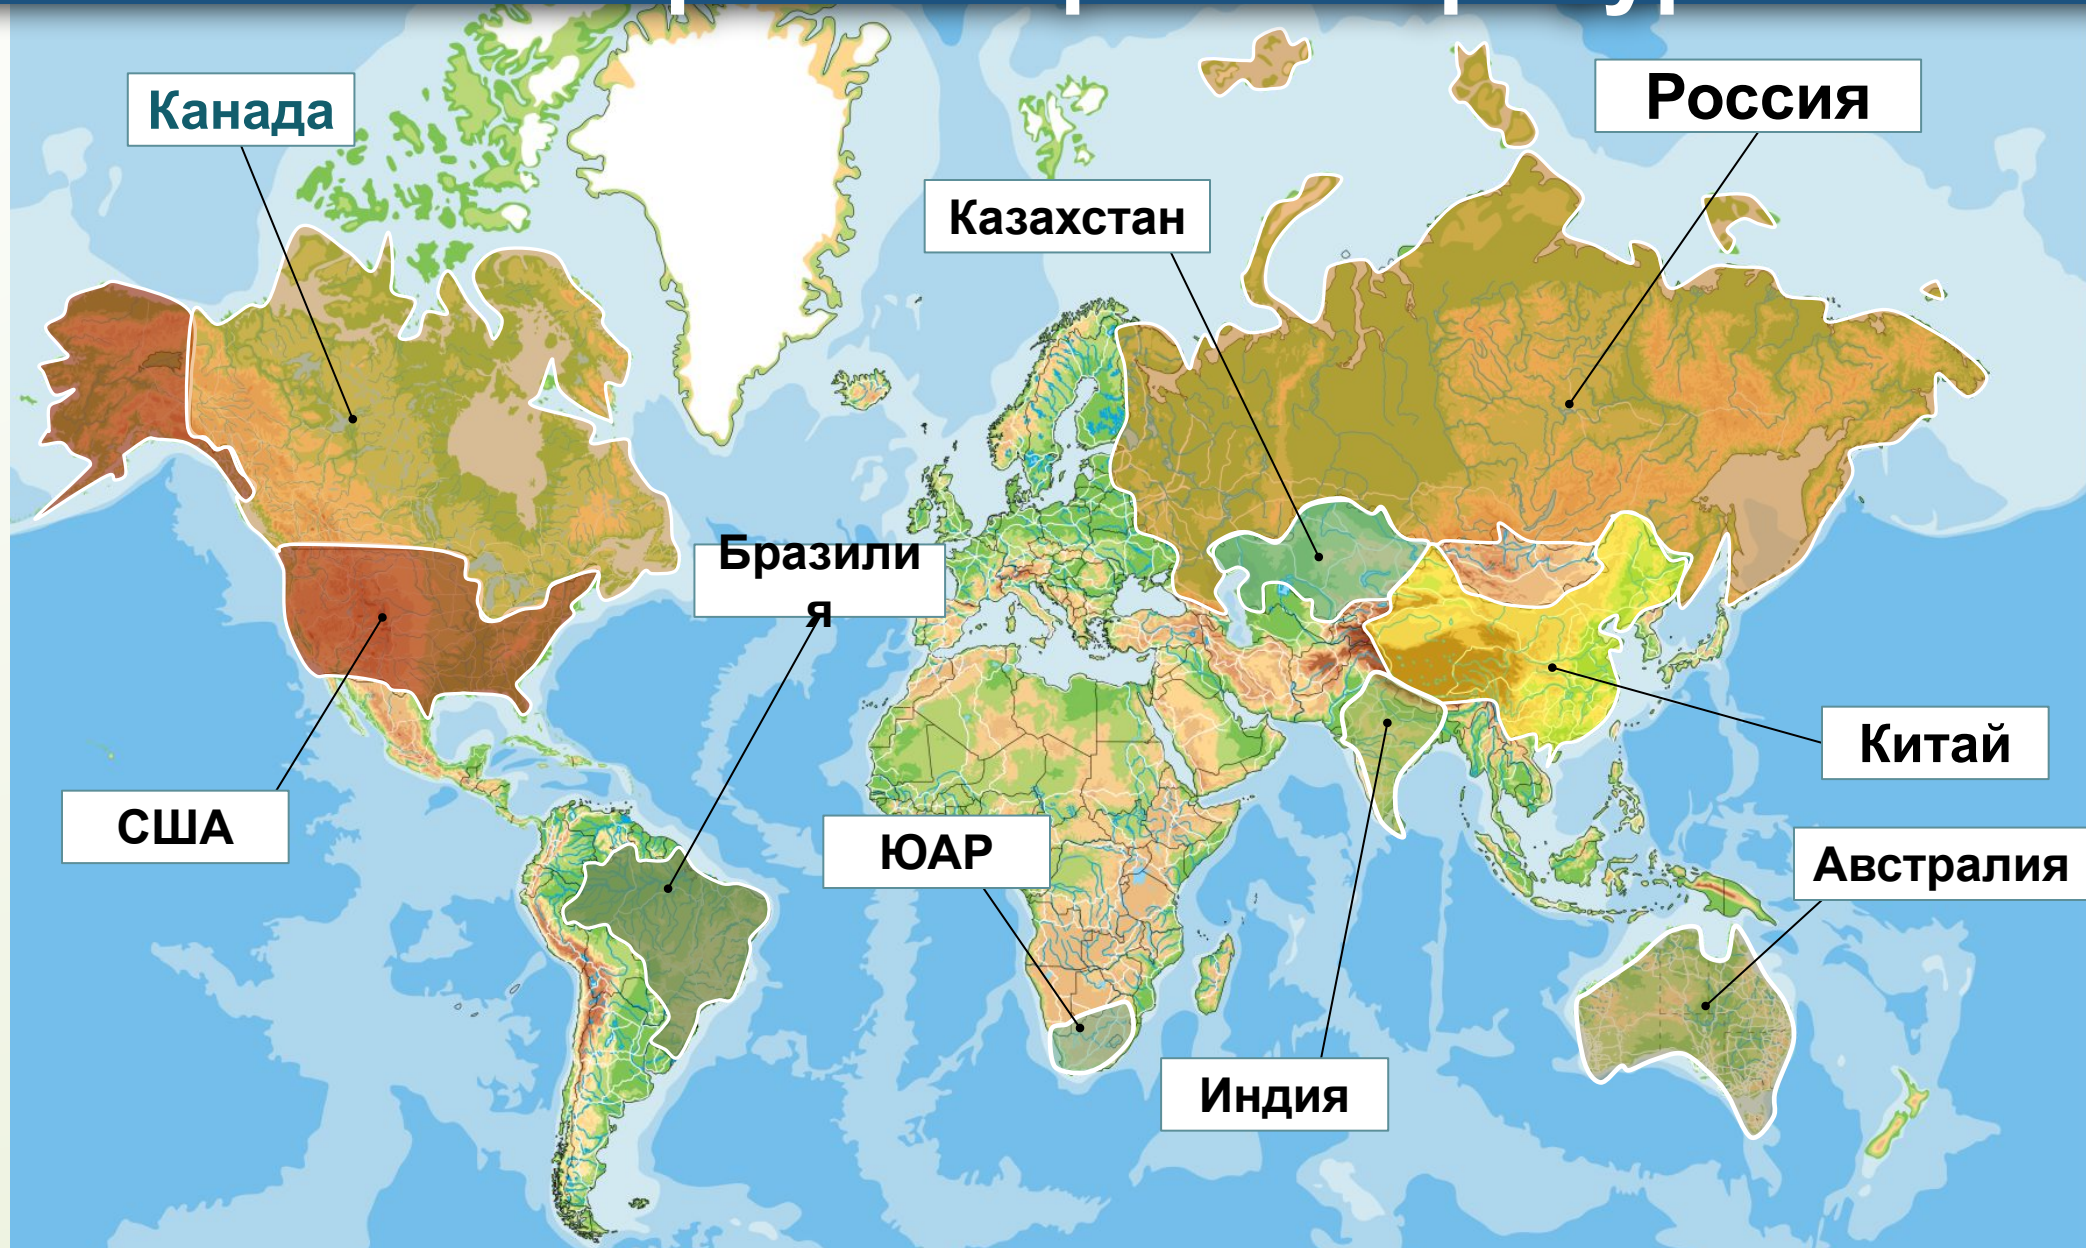 Канада
Россия
Казахстан
Бразили
я
Китай
США
ЮАР
Австралия
Индия